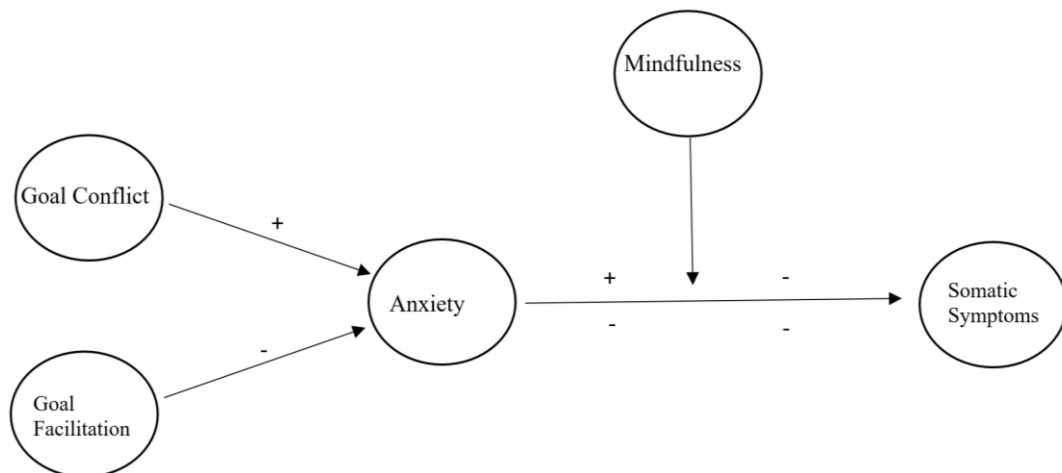 Mindfulness
Goal Conflict
+
Anxiety
+ -
- -
Somatic
Symptoms
-
Goal
Facilitation